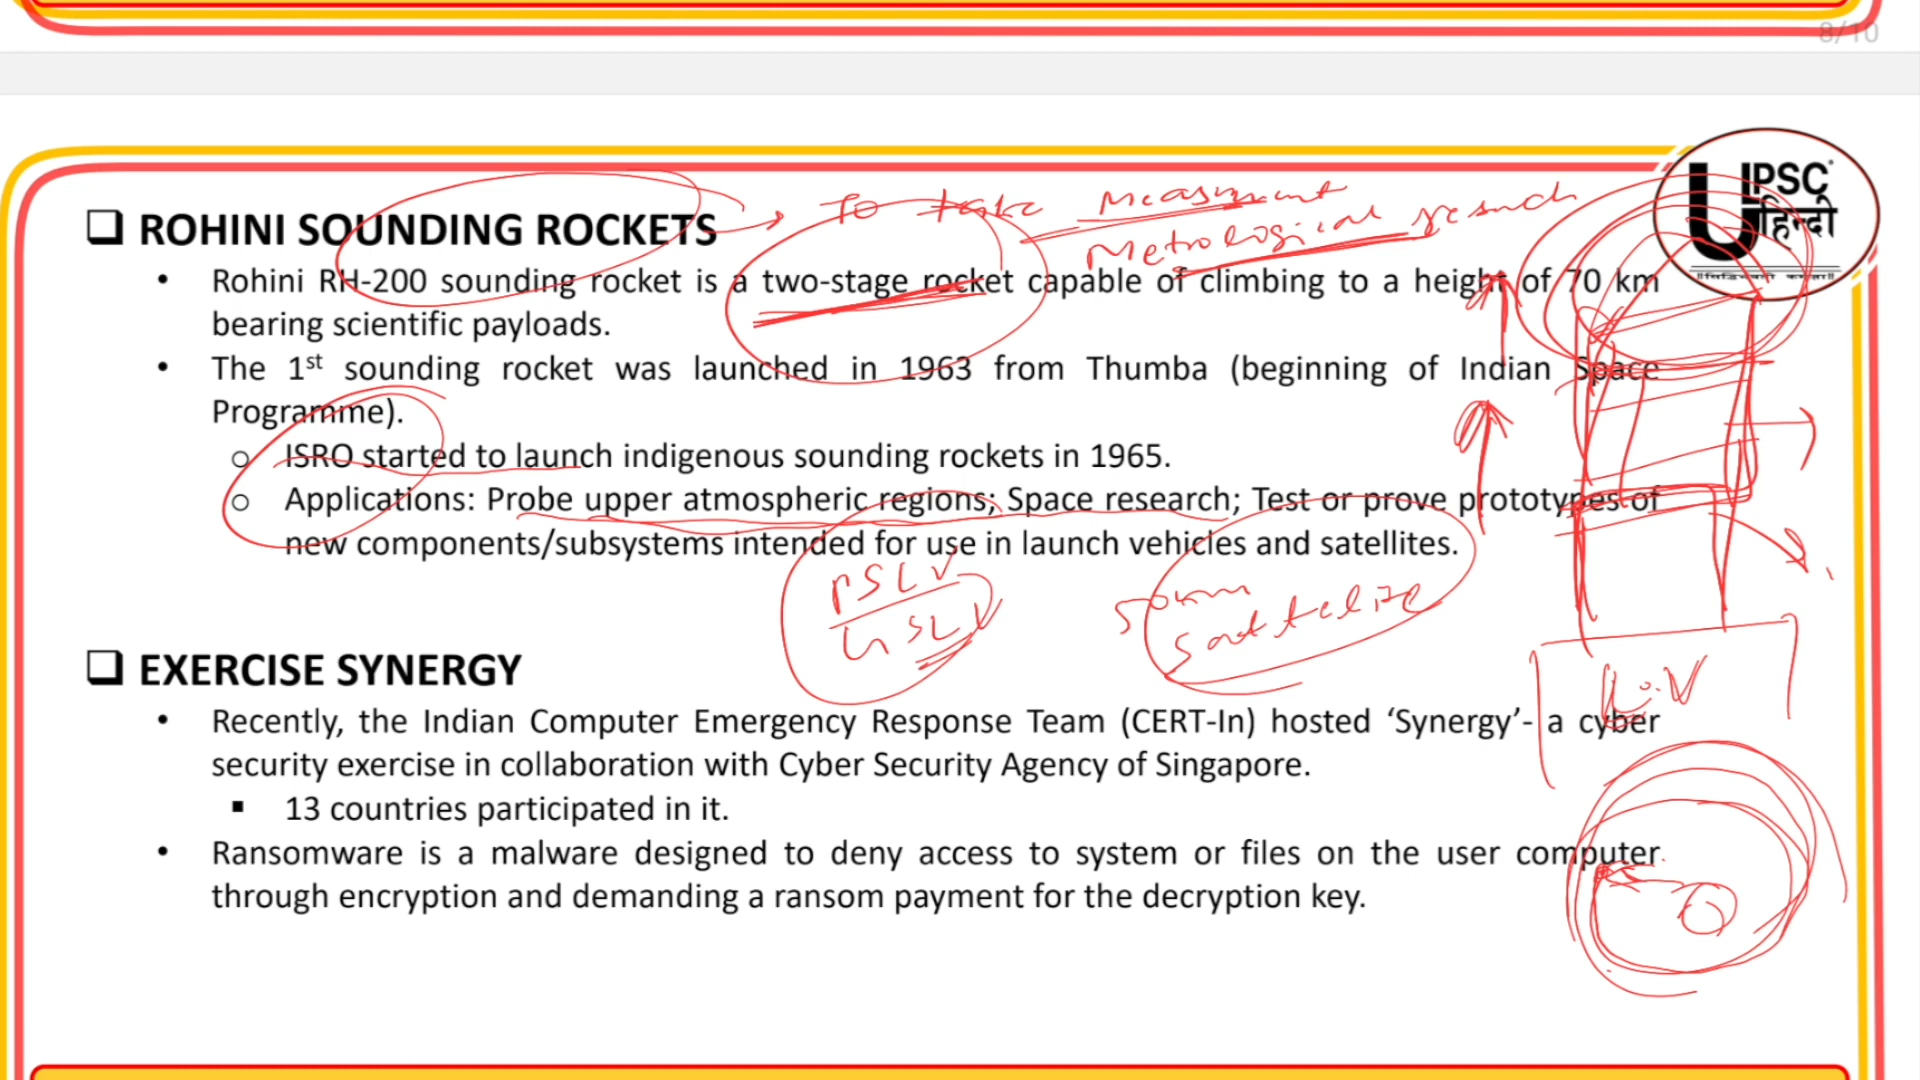 8/10
UPSC
हिन्दी
❑ ROHINI SOUNDING ROCKETS
To take Measurment
Metrological
• Rohini RH-200 sounding rocket is a two-stage rocket capable of climbing to a height of 70 km
bearing scientific payloads.
• The 1st sounding rocket was launched in 1963 from Thumba (beginning of Indian Space
Programme).
o ISRO started to launch indigenous sounding rockets in 1965.
o Applications: Probe upper atmospheric regions; Space research; Test or prove prototypes of
new components/subsystems intended for use in launch vehicles and satellites.
PSLV
GSLV
50km
L.V
❑ EXERCISE SYNERGY
• Recently, the Indian Computer Emergency Response Team (CERT-In) hosted ‘Synergy’- a cyber
security exercise in collaboration with Cyber Security Agency of Singapore.
▪ 13 countries participated in it.
• Ransomware is a malware designed to deny access to system or files on the user computer
through encryption and demanding a ransom payment for the decryption key.